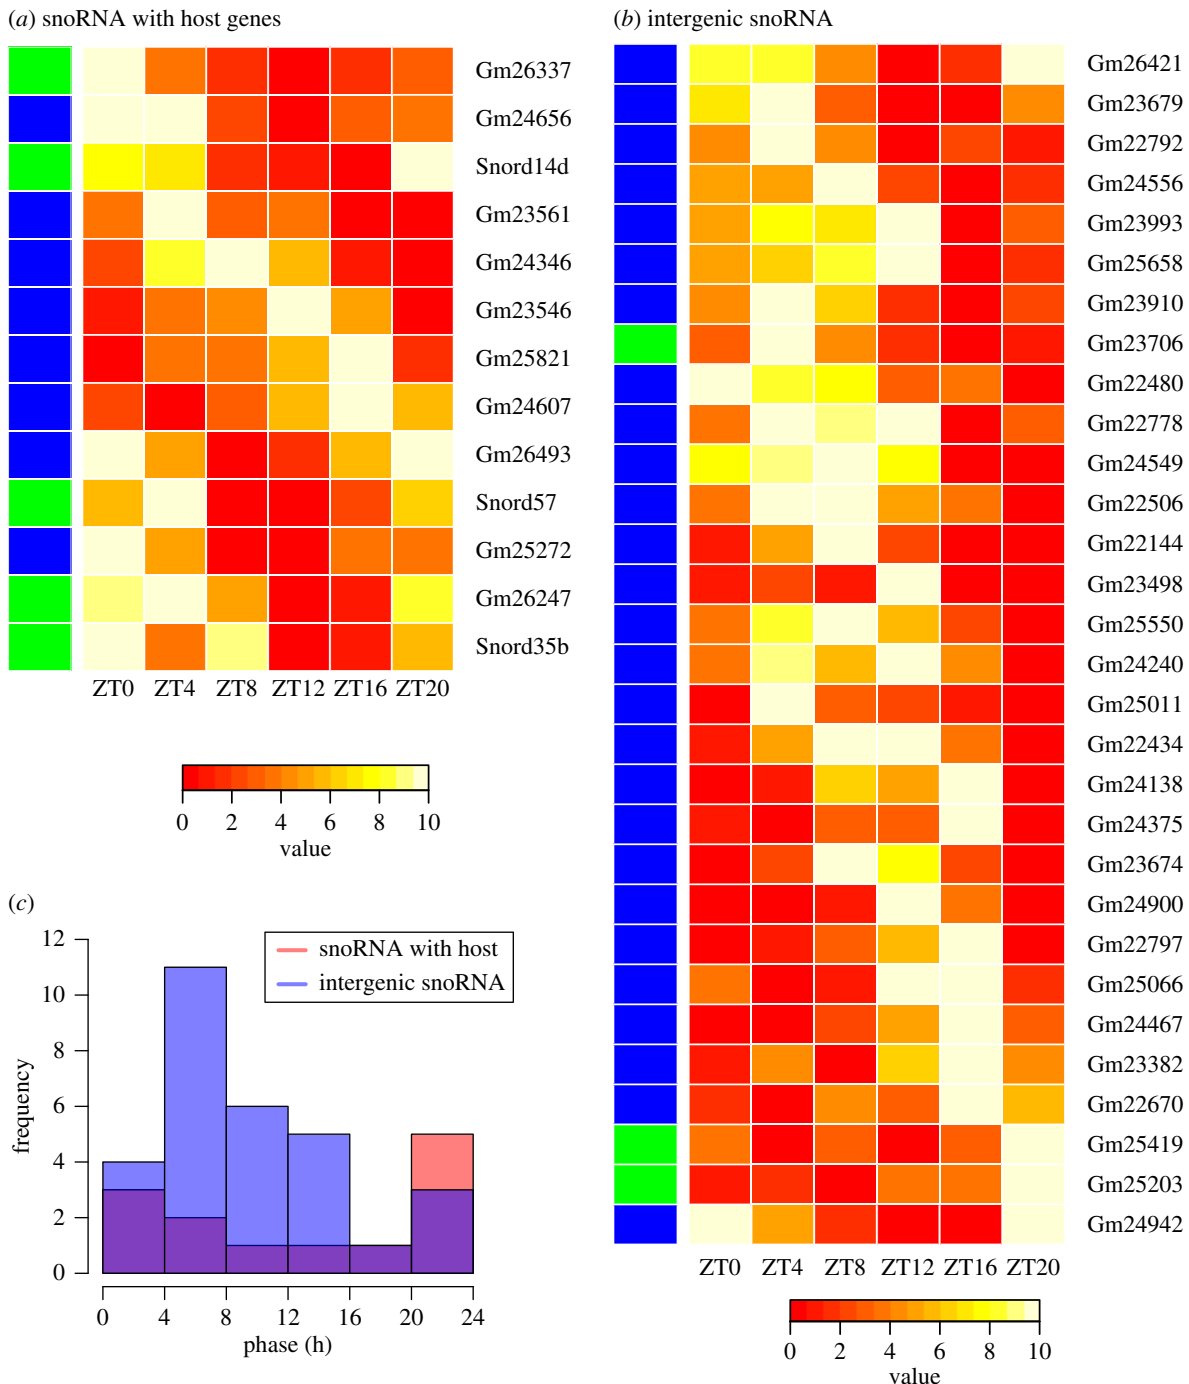 (a) snoRNA with host genes
Gm26337
Gm24656
Snord14d
Gm23561
Gm24346
Gm23546
Gm25821
Gm24607
Gm26493
Snord57
Gm25272
Gm26247
Snord35b
ZT0 ZT4 ZT8 ZT12 ZT16 ZT20
0 2 4 6 8 10
value
(b) intergenic snoRNA
Gm26421
Gm23679
Gm22792
Gm24556
Gm23993
Gm25658
Gm23910
Gm23706
Gm22480
Gm22778
Gm24549
Gm22506
Gm22144
Gm23498
Gm25550
Gm24240
Gm25011
Gm22434
Gm24138
Gm24375
Gm23674
Gm24900
Gm22797
Gm25066
Gm24467
Gm23382
Gm22670
Gm25419
Gm25203
Gm24942
ZT0 ZT4 ZT8 ZT12 ZT16 ZT20
0 2 4 6 8 10
value
(c)
snoRNA with host
intergenic snoRNA
frequency
12
10
8
6
4
2
0
0 4 8 12 16 20 24
phase (h)